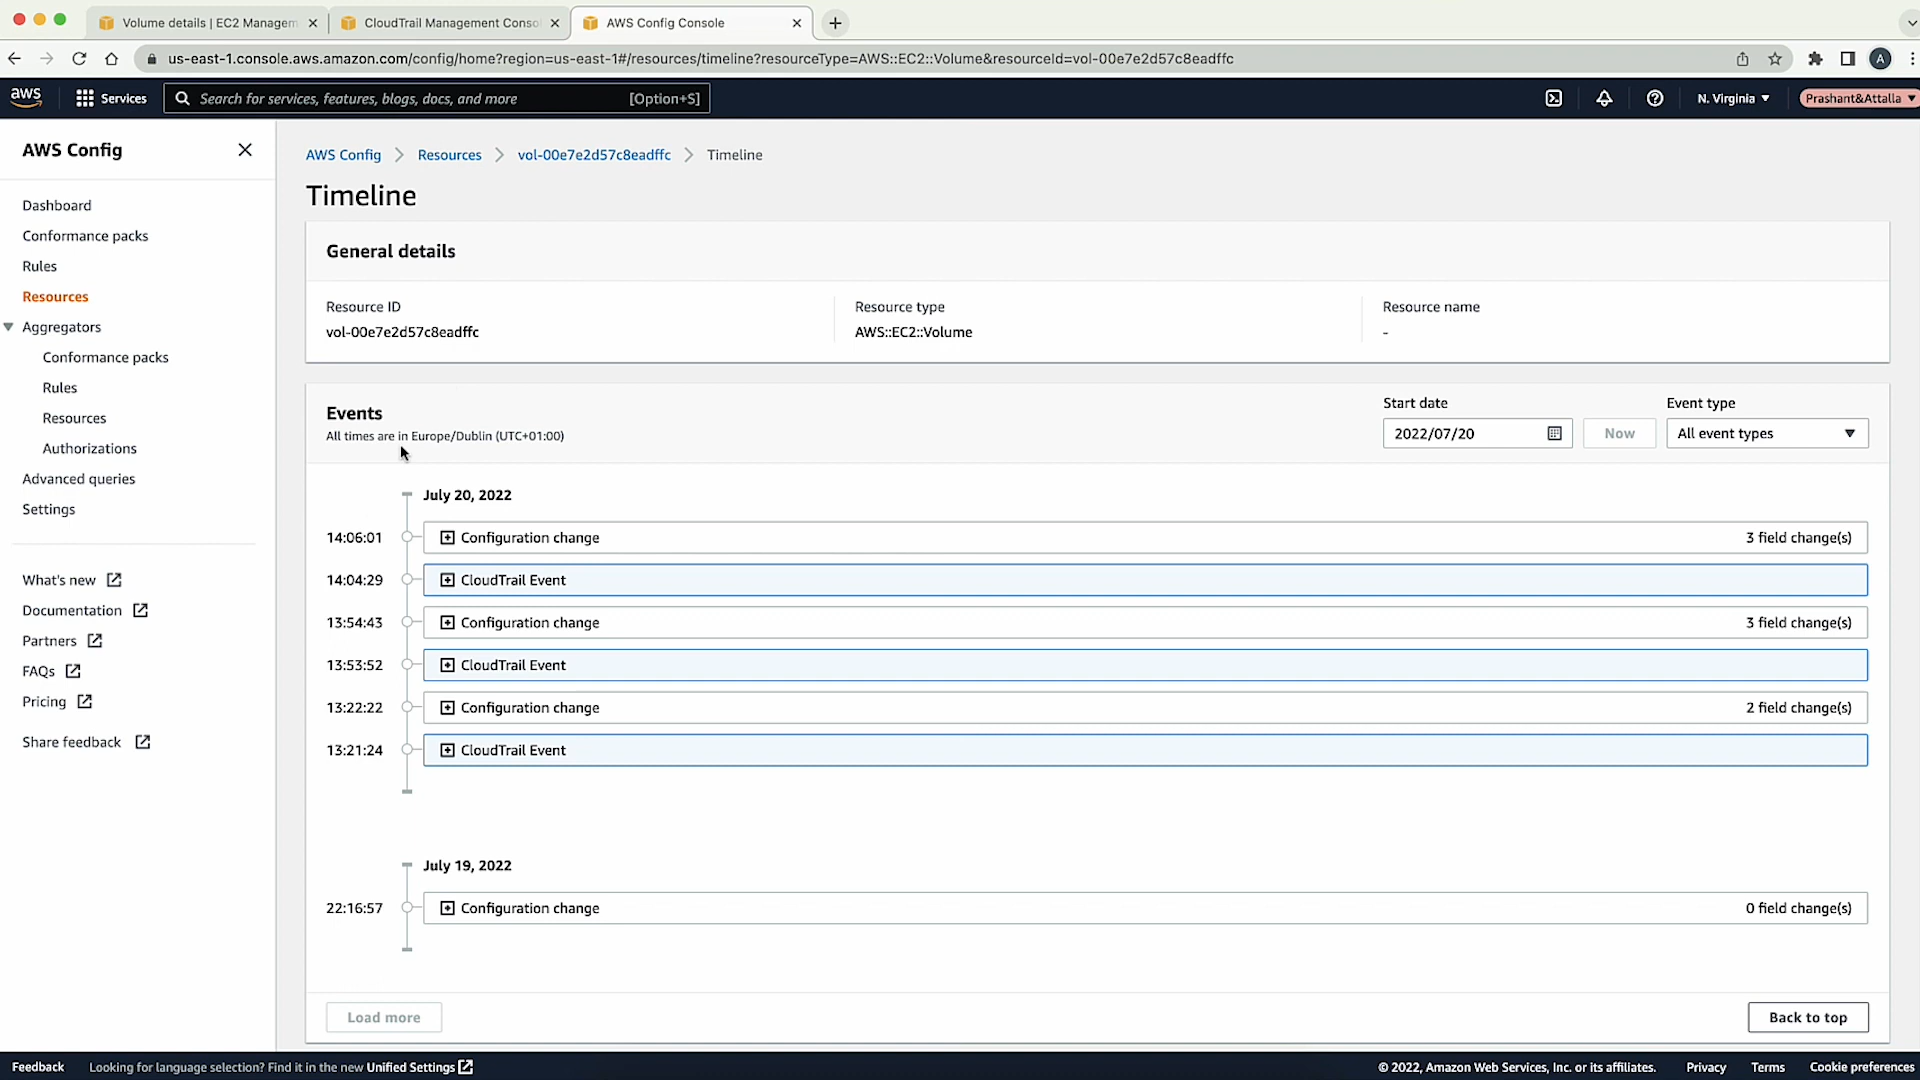 Volume details | EC2 Managem
CloudTrail Management Conso
AWS Config Console
us-east-1.console.aws.amazon.com/config/home?region=us-east-1#/resources/timeline?resourceType=AWS::EC2::Volume&resourceId=vol-00e7e2d57c8eadffc
A
aws
Services
Search for services, features, blogs, docs, and more
[Option+S]
N. Virginia
Prashant&Attalla
AWS Config
Dashboard
Conformance packs
Rules
Resources
Aggregators
Conformance packs
Rules
Resources
Authorizations
Advanced queries
Settings
What's new
Documentation
Partners
FAQs
Pricing
Share feedback
AWS Config
Resources
vol-00e7e2d57c8eadffc
Timeline
Timeline
General details
Resource ID
vol-00e7e2d57c8eadffc
Resource type
AWS::EC2::Volume
Resource name
-
Events
All times are in Europe/Dublin (UTC+01:00)
Start date
2022/07/20
Now
Event type
All event types
July 20, 2022
14:06:01 Configuration change 3 field change(s)
14:04:29 CloudTrail Event
13:54:43 Configuration change 3 field change(s)
13:53:52 CloudTrail Event
13:22:22 Configuration change 2 field change(s)
13:21:24 CloudTrail Event
July 19, 2022
22:16:57 Configuration change 0 field change(s)
Load more
Back to top
Feedback
Looking for language selection? Find it in the new Unified Settings
© 2022, Amazon Web Services, Inc. or its affiliates.
Privacy
Terms
Cookie preferences